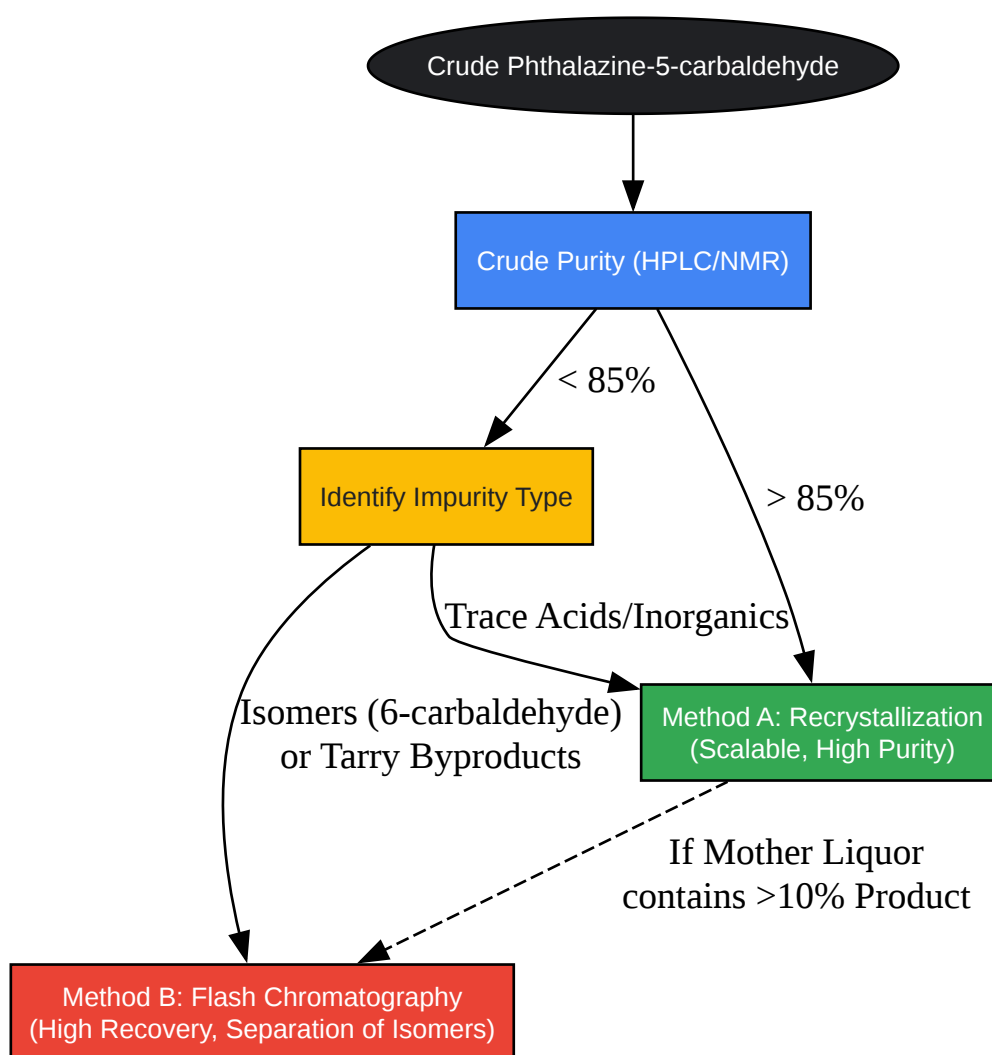 Crude Phthalazine-5-carbaldehyde
Crude Purity (HPLC/NMR)
< 85%
> 85%
Identify Impurity Type
Trace Acids/Inorganics
Isomers (6-carbaldehyde)
or Tarry Byproducts
Method A: Recrystallization
(Scalable, High Purity)
If Mother Liquor
contains >10% Product
Method B: Flash Chromatography
(High Recovery, Separation of Isomers)